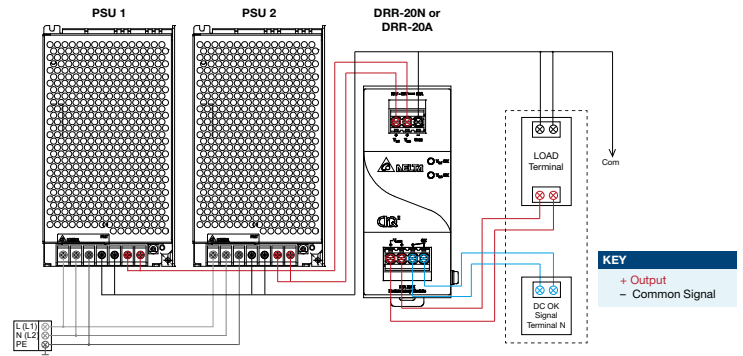 PSU 1
PSU 2
DRR-20N or
DRR-20A
DELTA
LOAD
Terminal
Com
KEY
+ Output
– Common Signal
DC OK
Signal
Terminal N
L (L1)
N (L2)
PE